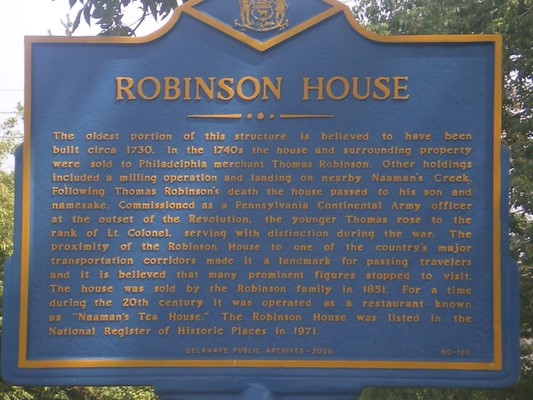 ROBINSON HOUSE
The oldest portion of this structure is believed to have been
built circa 1730. In the 1740s the house and surrounding property
were sold to Philadelphia merchant Thomas Robinson. Other holdings
included a milling operation and landing on nearby Naaman's Creek.
Following Thomas Robinson's death the house passed to his son and
namesake. Commissioned as a Pennsylvania Continental Army officer
at the outset of the Revolution, the younger Thomas rose to the
rank of Lt. Colonel, serving with distinction during the war. The
proximity of the Robinson House to one of the country's major
transportation corridors made it a landmark for passing travelers
and it is believed that many prominent figures stopped to visit.
The house was sold by the Robinson family in 1851. For a time
during the 20th century it was operated as a restaurant known
as "Naaman's Tea House." The Robinson House was listed in the
National Register of Historic Places in 1971.
DELAWARE PUBLIC ARCHIVES-2006